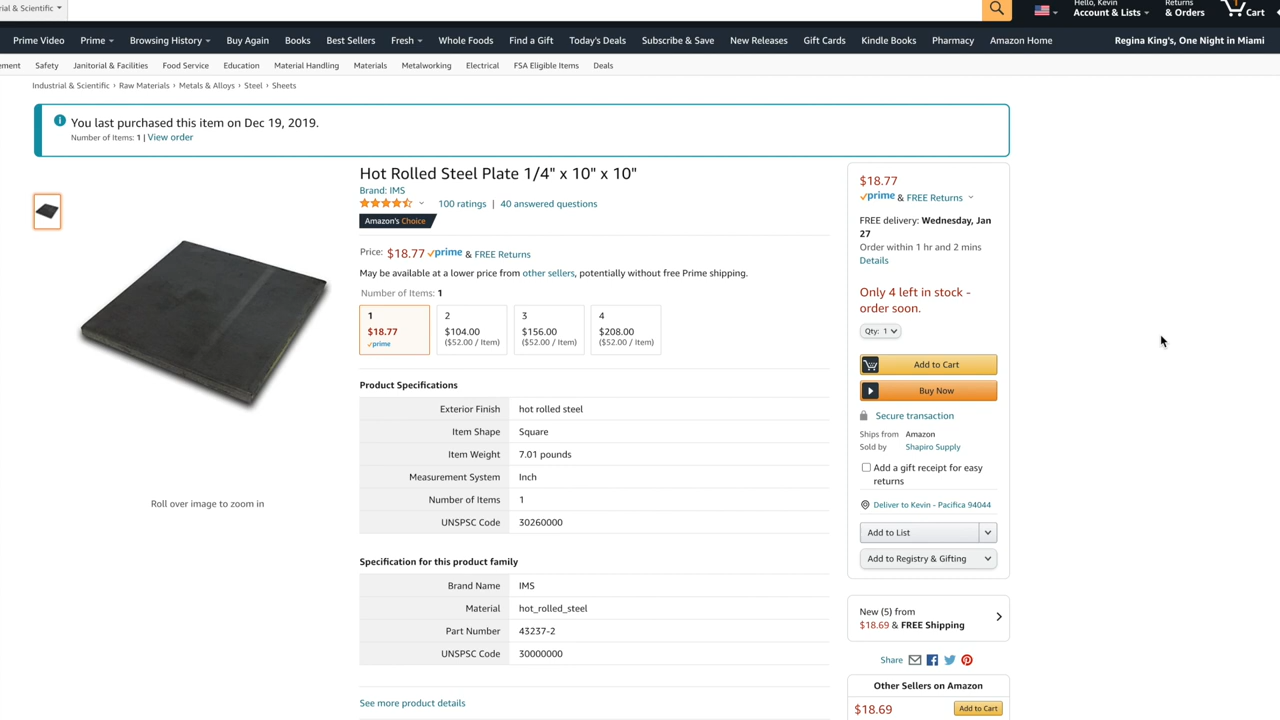 ial & Scientific
Hello, Kevin
Account & Lists
Returns
& Orders
Cart
Prime Video
Prime
Browsing History
Buy Again
Books
Best Sellers
Fresh
Whole Foods
Find a Gift
Today's Deals
Subscribe & Save
New Releases
Gift Cards
Kindle Books
Pharmacy
Amazon Home
Regina King's, One Night in Miami
ement
Safety
Janitorial & Facilities
Food Service
Education
Material Handling
Materials
Metalworking
Electrical
FSA Eligible Items
Deals
Industrial & Scientific › Raw Materials › Metals & Alloys › Steel › Sheets
You last purchased this item on Dec 19, 2019.
Number of Items: 1 | View order
Roll over image to zoom in
Hot Rolled Steel Plate 1/4" x 10" x 10"
Brand: IMS
100 ratings | 40 answered questions
Amazon's Choice
Price: $18.77 prime & FREE Returns
May be available at a lower price from other sellers, potentially without free Prime shipping.
Number of Items: 1
1
$18.77
prime
2
$104.00
($52.00 / Item)
3
$156.00
($52.00 / Item)
4
$208.00
($52.00 / Item)
Product Specifications
Exterior Finish hot rolled steel
Item Shape Square
Item Weight 7.01 pounds
Measurement System Inch
Number of Items 1
UNSPSC Code 30260000
Specification for this product family
Brand Name IMS
Material hot_rolled_steel
Part Number 43237-2
UNSPSC Code 30000000
See more product details
$18.77
prime & FREE Returns
FREE delivery: Wednesday, Jan
27
Order within 1 hr and 2 mins
Details
Only 4 left in stock -
order soon.
Qty: 1
Add to Cart
Buy Now
Secure transaction
Ships from Amazon
Sold by Shapiro Supply
Add a gift receipt for easy
returns
Deliver to Kevin - Pacifica 94044
Add to List
Add to Registry & Gifting
New (5) from
$18.69 & FREE Shipping
Share
Other Sellers on Amazon
$18.69 Add to Cart